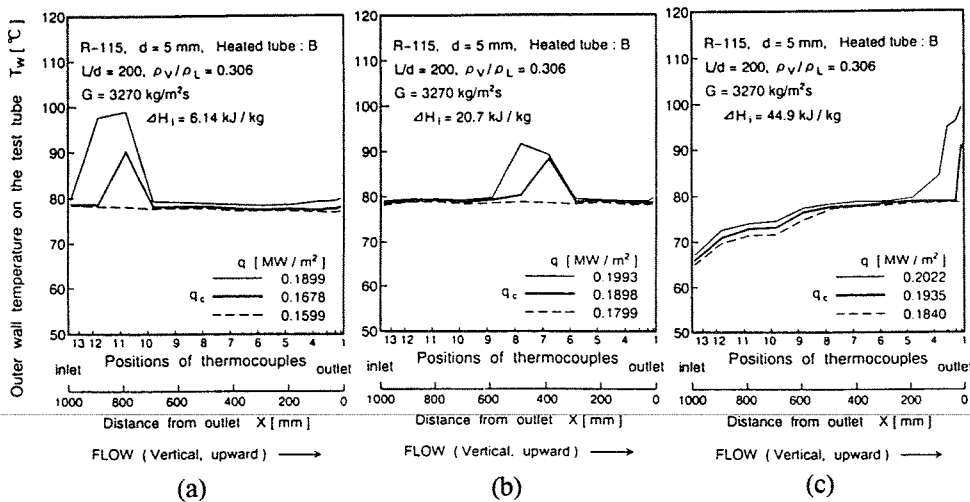 Outer wall temperature on the test tube T_W [℃]
120
110
100
90
80
70
60
50
R-115, d = 5 mm, Heated tube : B
L/d = 200, ρ_V/ρ_L = 0.306
G = 3270 kg/m²s
⊿H_i = 6.14 kJ / kg
q [ MW / m² ]
0.1899
q_c 0.1678
0.1599
13 12 11 10 9 8 7 6 5 4 3 2 1
Positions of thermocouples
inlet outlet
1000 800 600 400 200 0
Distance from outlet X [ mm ]
FLOW ( Vertical, upward )
(a)
120
110
100
90
80
70
60
50
R-115, d = 5 mm, Heated tube : B
L/d = 200, ρ_V/ρ_L = 0.306
G = 3270 kg/m²s
⊿H_i = 20.7 kJ / kg
q [ MW / m² ]
0.1993
q_c 0.1898
0.1799
13 12 11 10 9 8 7 6 5 4 3 2 1
Positions of thermocouples
inlet outlet
1000 800 600 400 200 0
Distance from outlet X [ mm ]
FLOW ( Vertical, upward )
(b)
120
110
100
90
80
70
60
50
R-115, d = 5 mm, Heated tube : B
L/d = 200, ρ_V/ρ_L = 0.306
G = 3270 kg/m²s
⊿H_i = 44.9 kJ / kg
q [ MW / m² ]
0.2022
q_c 0.1935
0.1840
13 12 11 10 9 8 7 6 5 4 3 2 1
Positions of thermocouples
inlet outlet
1000 800 600 400 200 0
Distance from outlet X [ mm ]
FLOW ( Vertical, upward )
(c)